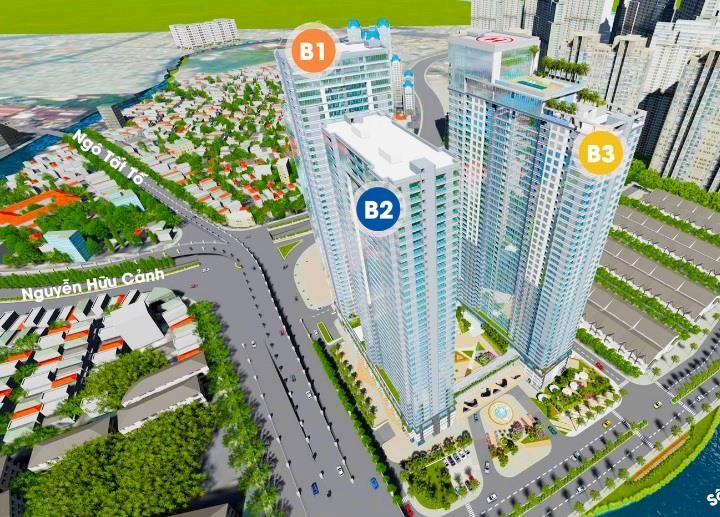 B1
B2
B3
Ngô Tất Tố
Nguyễn Hữu Cảnh
H